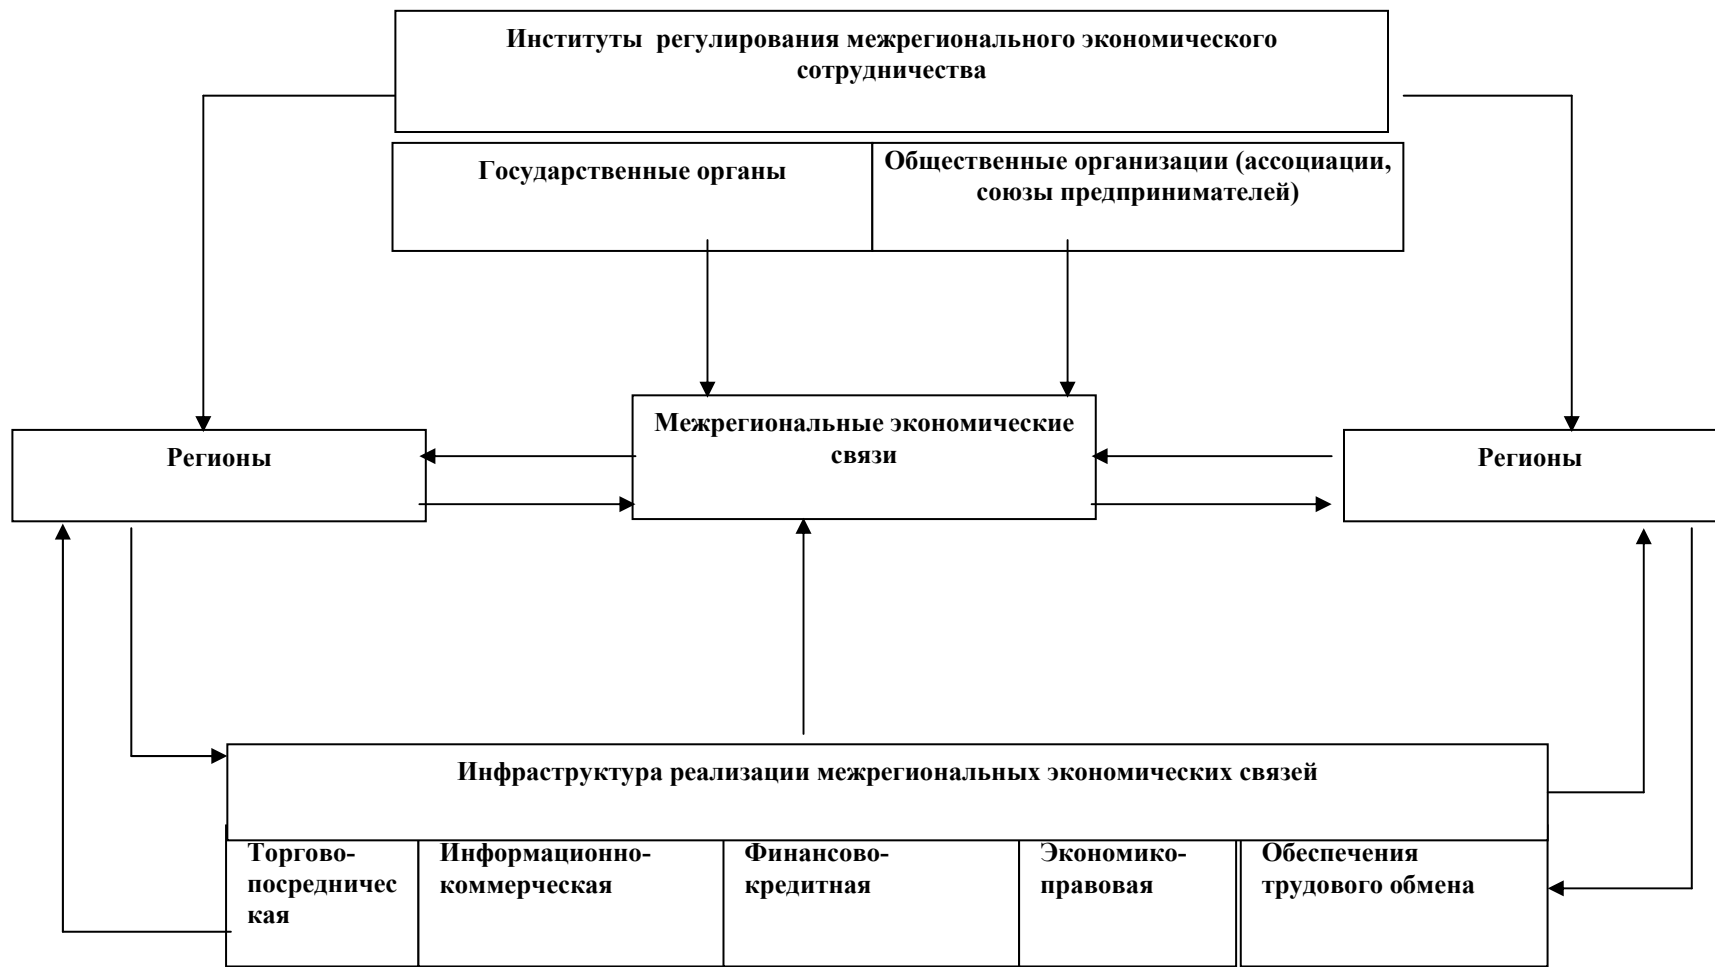 Институты регулирования межрегионального экономического
сотрудничества
Государственные органы
Общественные организации (ассоциации,
союзы предпринимателей)
Регионы
Межрегиональные экономические
связи
Регионы
Инфраструктура реализации межрегиональных экономических связей
Торгово-
посредничес
кая
Информационно-
коммерческая
Финансово-
кредитная
Экономико-
правовая
Обеспечения
трудового обмена